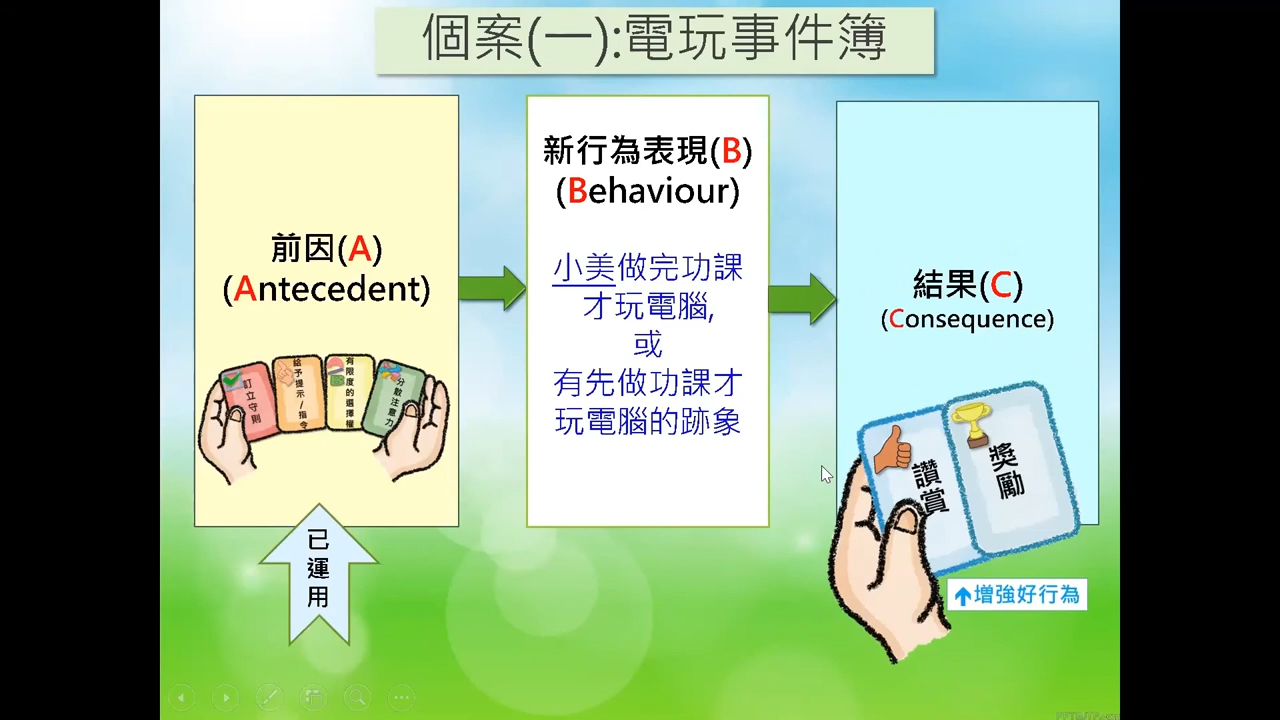 個案(一):電玩事件簿
前因(A)
(Antecedent)
訂立守則
給予提示/指令
有限度的選擇權
分散注意力
已運用
新行為表現(B)
(Behaviour)
小美做完功課
才玩電腦,
或
有先做功課才
玩電腦的跡象
結果(C)
(Consequence)
讚賞
獎勵
增強好行為